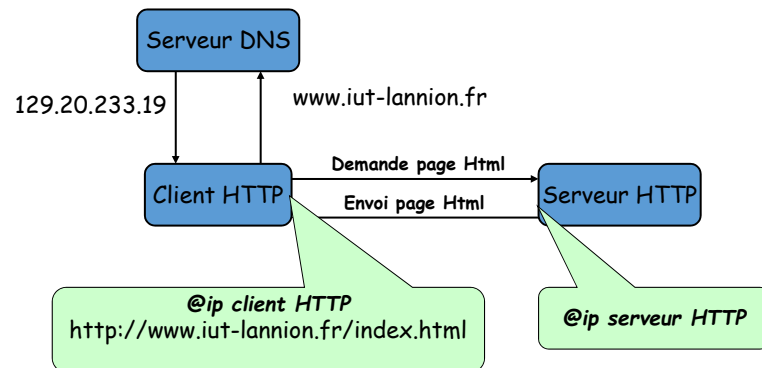 Serveur DNS
129.20.233.19
www.iut-lannion.fr
Demande page Html
Client HTTP
Serveur HTTP
Envoi page Html
@ip client HTTP
http://www.iut-lannion.fr/index.html
@ip serveur HTTP